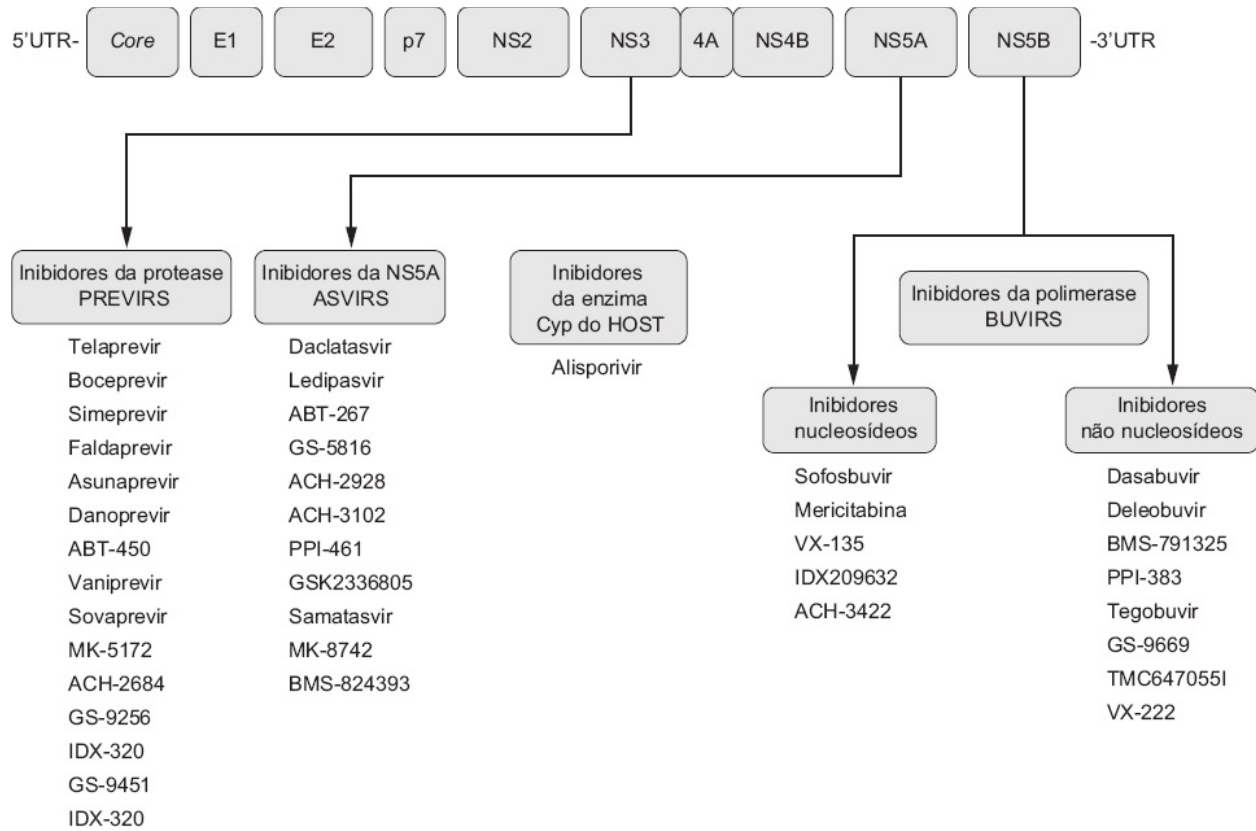 5'UTR- Core E1 E2 p7 NS2 NS3 4A NS4B NS5A NS5B -3'UTR
Inibidores da protease
PREVIRS
Telaprevir
Boceprevir
Simeprevir
Faldaprevir
Asunaprevir
Danoprevir
ABT-450
Vaniprevir
Sovaprevir
MK-5172
ACH-2684
GS-9256
IDX-320
GS-9451
IDX-320
Inibidores da NS5A
ASVIRS
Daclatasvir
Ledipasvir
ABT-267
GS-5816
ACH-2928
ACH-3102
PPI-461
GSK2336805
Samatasvir
MK-8742
BMS-824393
Inibidores
da enzima
Cyp do HOST
Alisporivir
Inibidores da polimerase
BUVIRS
Inibidores
nucleosídeos
Sofosbuvir
Mericitabina
VX-135
IDX209632
ACH-3422
Inibidores
não nucleosídeos
Dasabuvir
Deleobuvir
BMS-791325
PPI-383
Tegobuvir
GS-9669
TMC647055I
VX-222